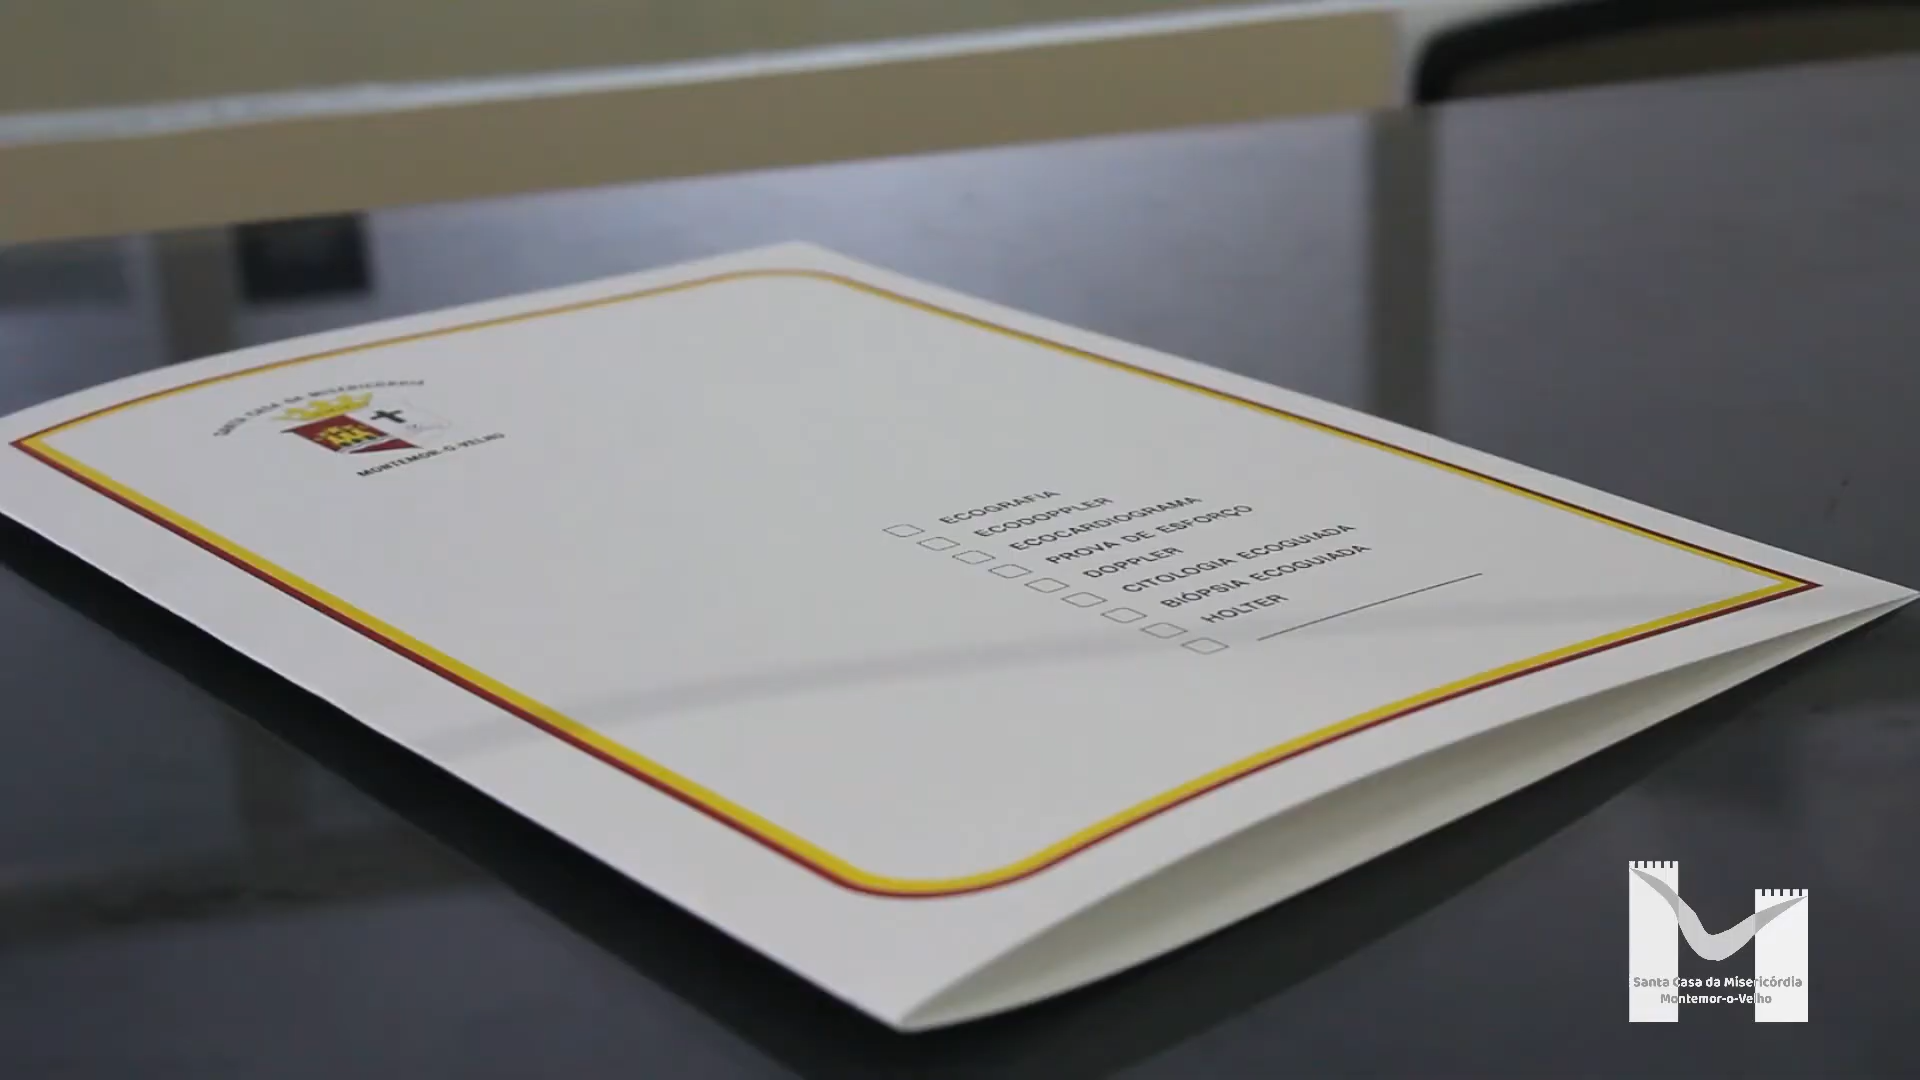 SANTA CASA DA MISERICÓRDIA
MONTEMOR-O-VELHO
ECOGRAFIA
ECODOPPLER
ECOCARDIOGRAMA
PROVA DE ESFORÇO
DOPPLER
CITOLOGIA ECOGUIADA
BIÓPSIA ECOGUIADA
HOLTER
Santa Casa da Misericórdia
Montemor-o-Velho